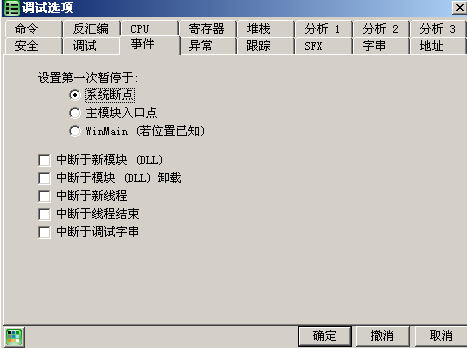 调试选项
命令 反汇编 CPU 寄存器 堆栈 分析 1 分析 2 分析 3
安全 调试 事件 异常 跟踪 SFX 字串 地址
设置第一次暂停于:
系统断点
主模块入口点
WinMain (若位置已知)
中断于新模块 (DLL)
中断于模块 (DLL) 卸载
中断于新线程
中断于线程结束
中断于调试字串
确定 撤消 取消